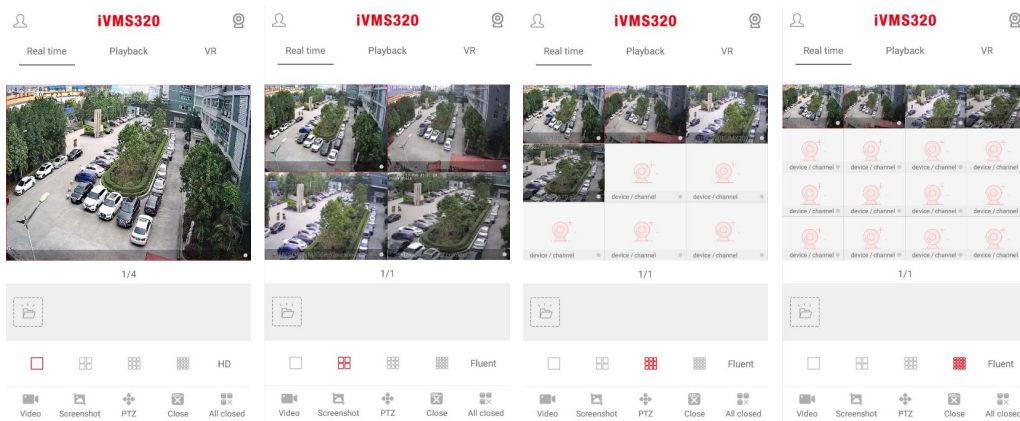 iVMS320
Real time Playback VR
1/4
HD
Video Screenshot PTZ Close All closed
iVMS320
Real time Playback VR
1/1
Fluent
Video Screenshot PTZ Close All closed
iVMS320
Real time Playback VR
device / channel device / channel
device / channel device / channel device / channel
1/1
Fluent
Video Screenshot PTZ Close All closed
iVMS320
Real time Playback VR
device / channel device / channel device / channel device / channel
device / channel device / channel device / channel device / channel
device / channel device / channel device / channel device / channel
1/1
Fluent
Video Screenshot PTZ Close All closed